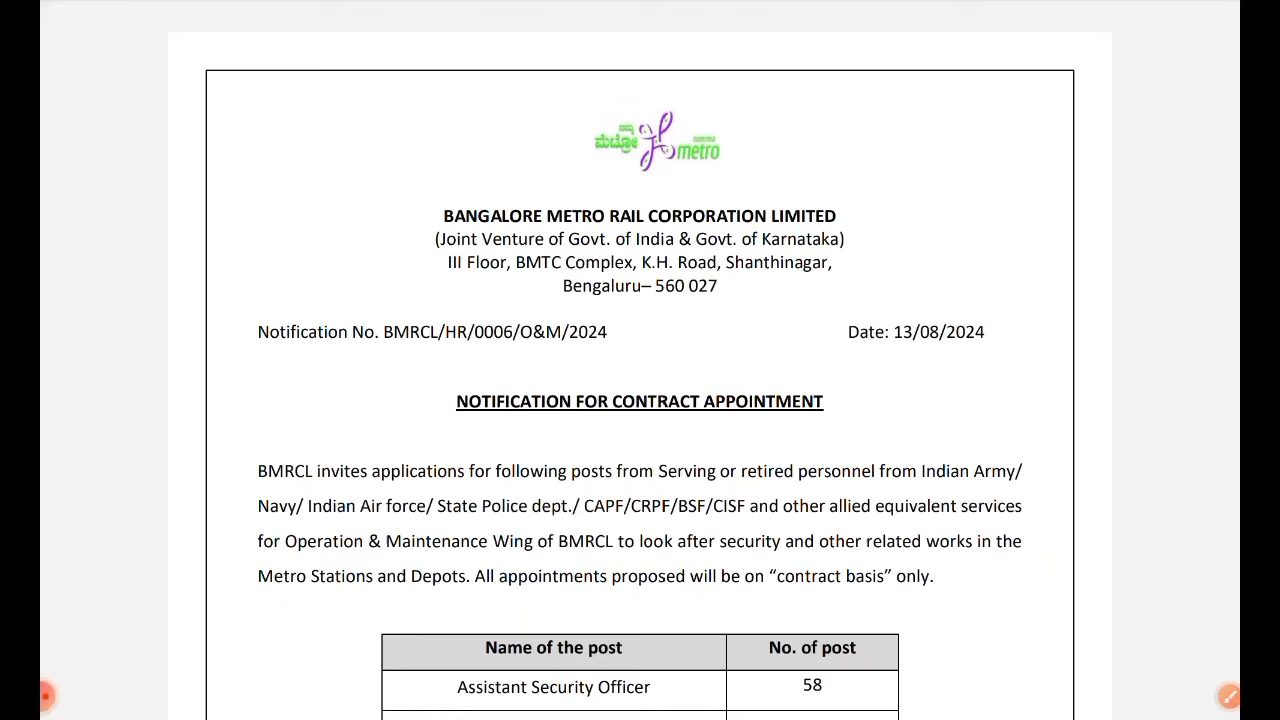 ನಮ್ಮ
ಮೆಟ್ರೋ
namma
metro
BANGALORE METRO RAIL CORPORATION LIMITED
(Joint Venture of Govt. of India & Govt. of Karnataka)
III Floor, BMTC Complex, K.H. Road, Shanthinagar,
Bengaluru– 560 027
Notification No. BMRCL/HR/0006/O&M/2024 Date: 13/08/2024
NOTIFICATION FOR CONTRACT APPOINTMENT
BMRCL invites applications for following posts from Serving or retired personnel from Indian Army/
Navy/ Indian Air force/ State Police dept./ CAPF/CRPF/BSF/CISF and other allied equivalent services
for Operation & Maintenance Wing of BMRCL to look after security and other related works in the
Metro Stations and Depots. All appointments proposed will be on “contract basis” only.
Name of the post No. of post
Assistant Security Officer 58